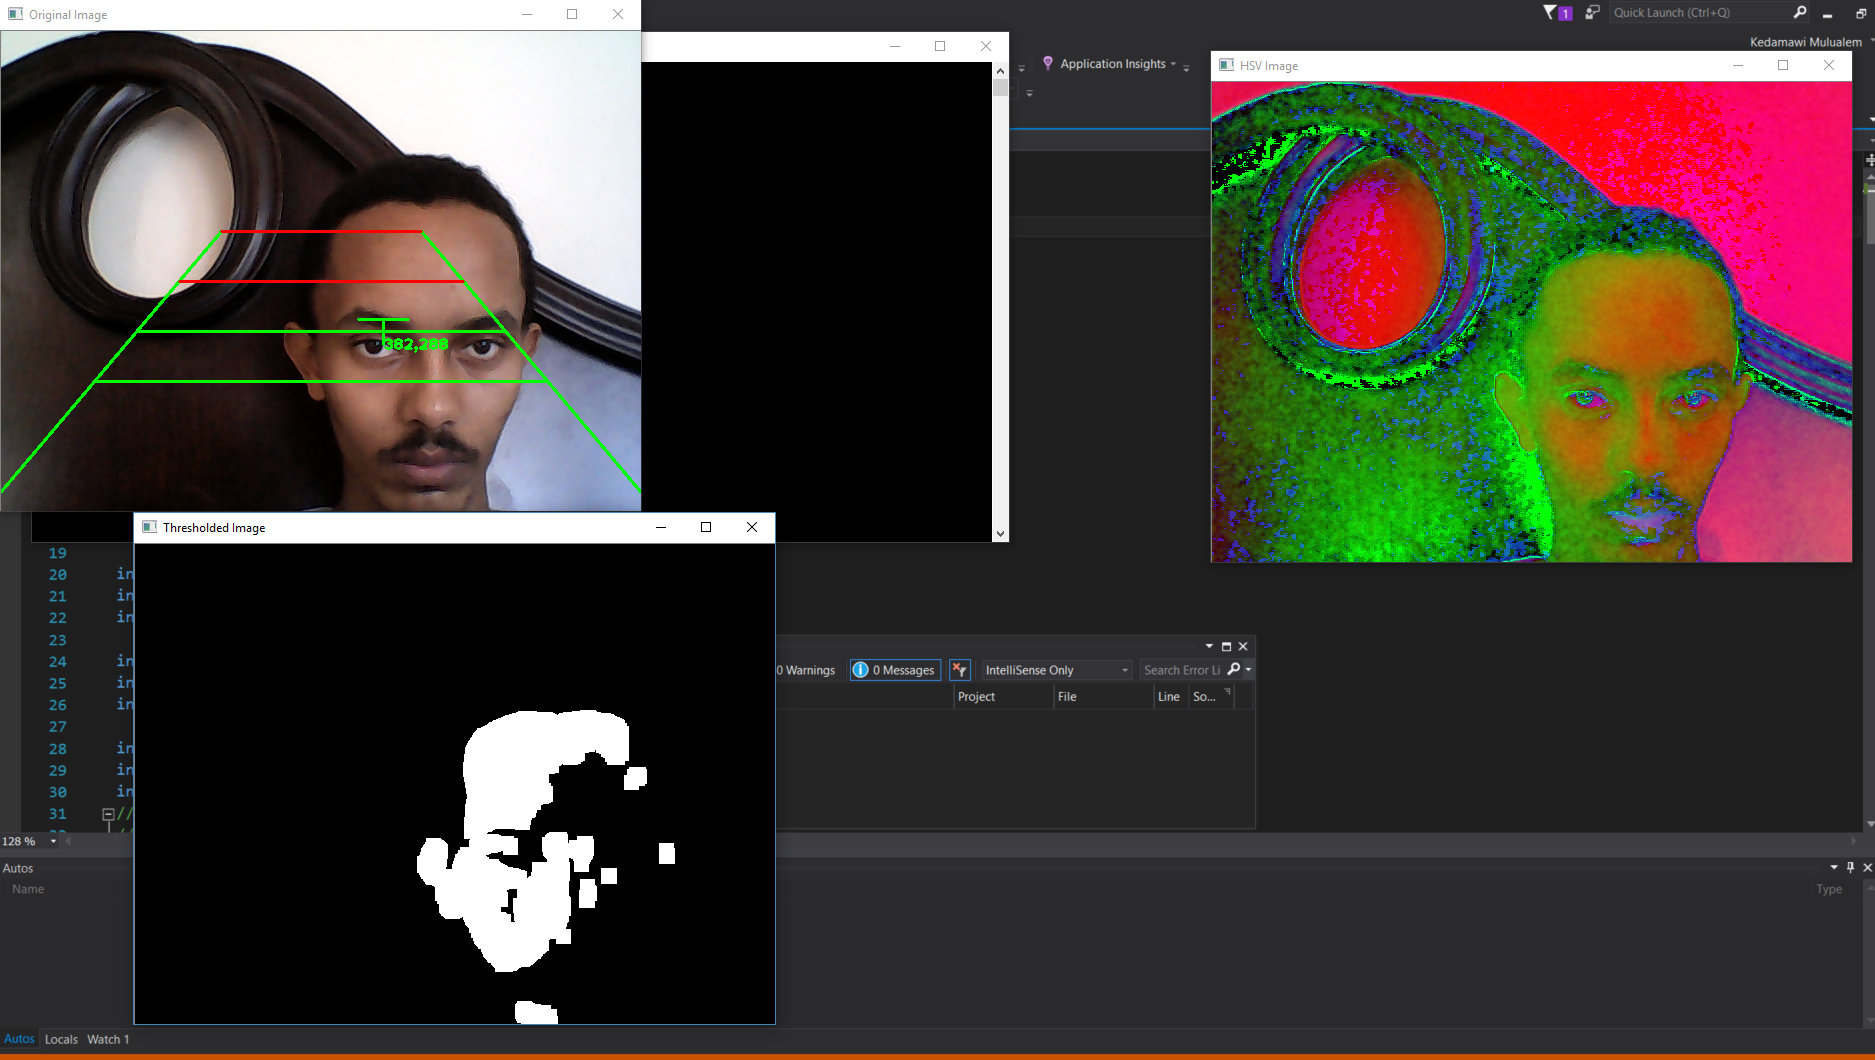 Original Image
1
Quick Launch (Ctrl+Q)
Kedamawi Mulualem
Application Insights
HSV Image
Thresholded Image
19
20 in
21 in
22 in
23
24 in
25 in
26 in
27
28 in
29 in
30 in
31 //
0 Warnings
0 Messages
IntelliSense Only
Search Error Li
Project
File
Line
So...
128 %
Autos
Name
Type
Autos
Locals
Watch 1